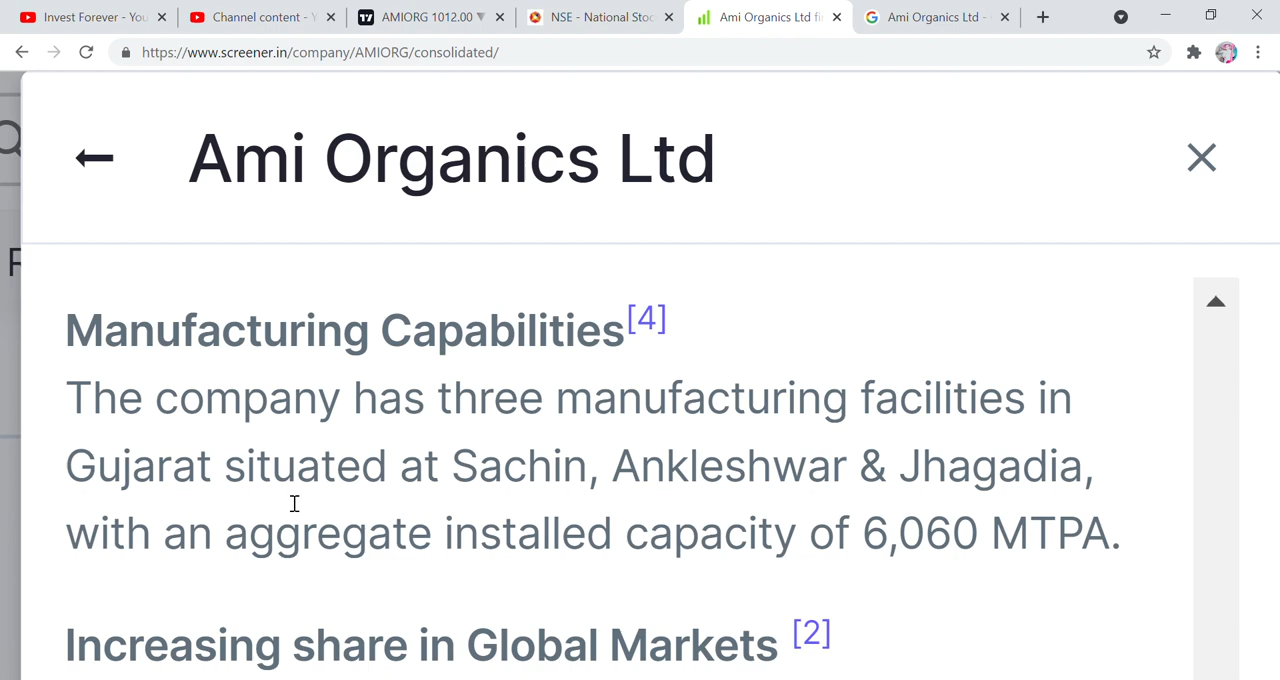 Invest Forever - You
Channel content - Y
AMIORG 1012.00 ▼
NSE - National Stoc
Ami Organics Ltd fi
Ami Organics Ltd -
https://www.screener.in/company/AMIORG/consolidated/
Ami Organics Ltd
Manufacturing Capabilities[4]
The company has three manufacturing facilities in
Gujarat situated at Sachin, Ankleshwar & Jhagadia,
with an aggregate installed capacity of 6,060 MTPA.
Increasing share in Global Markets [2]